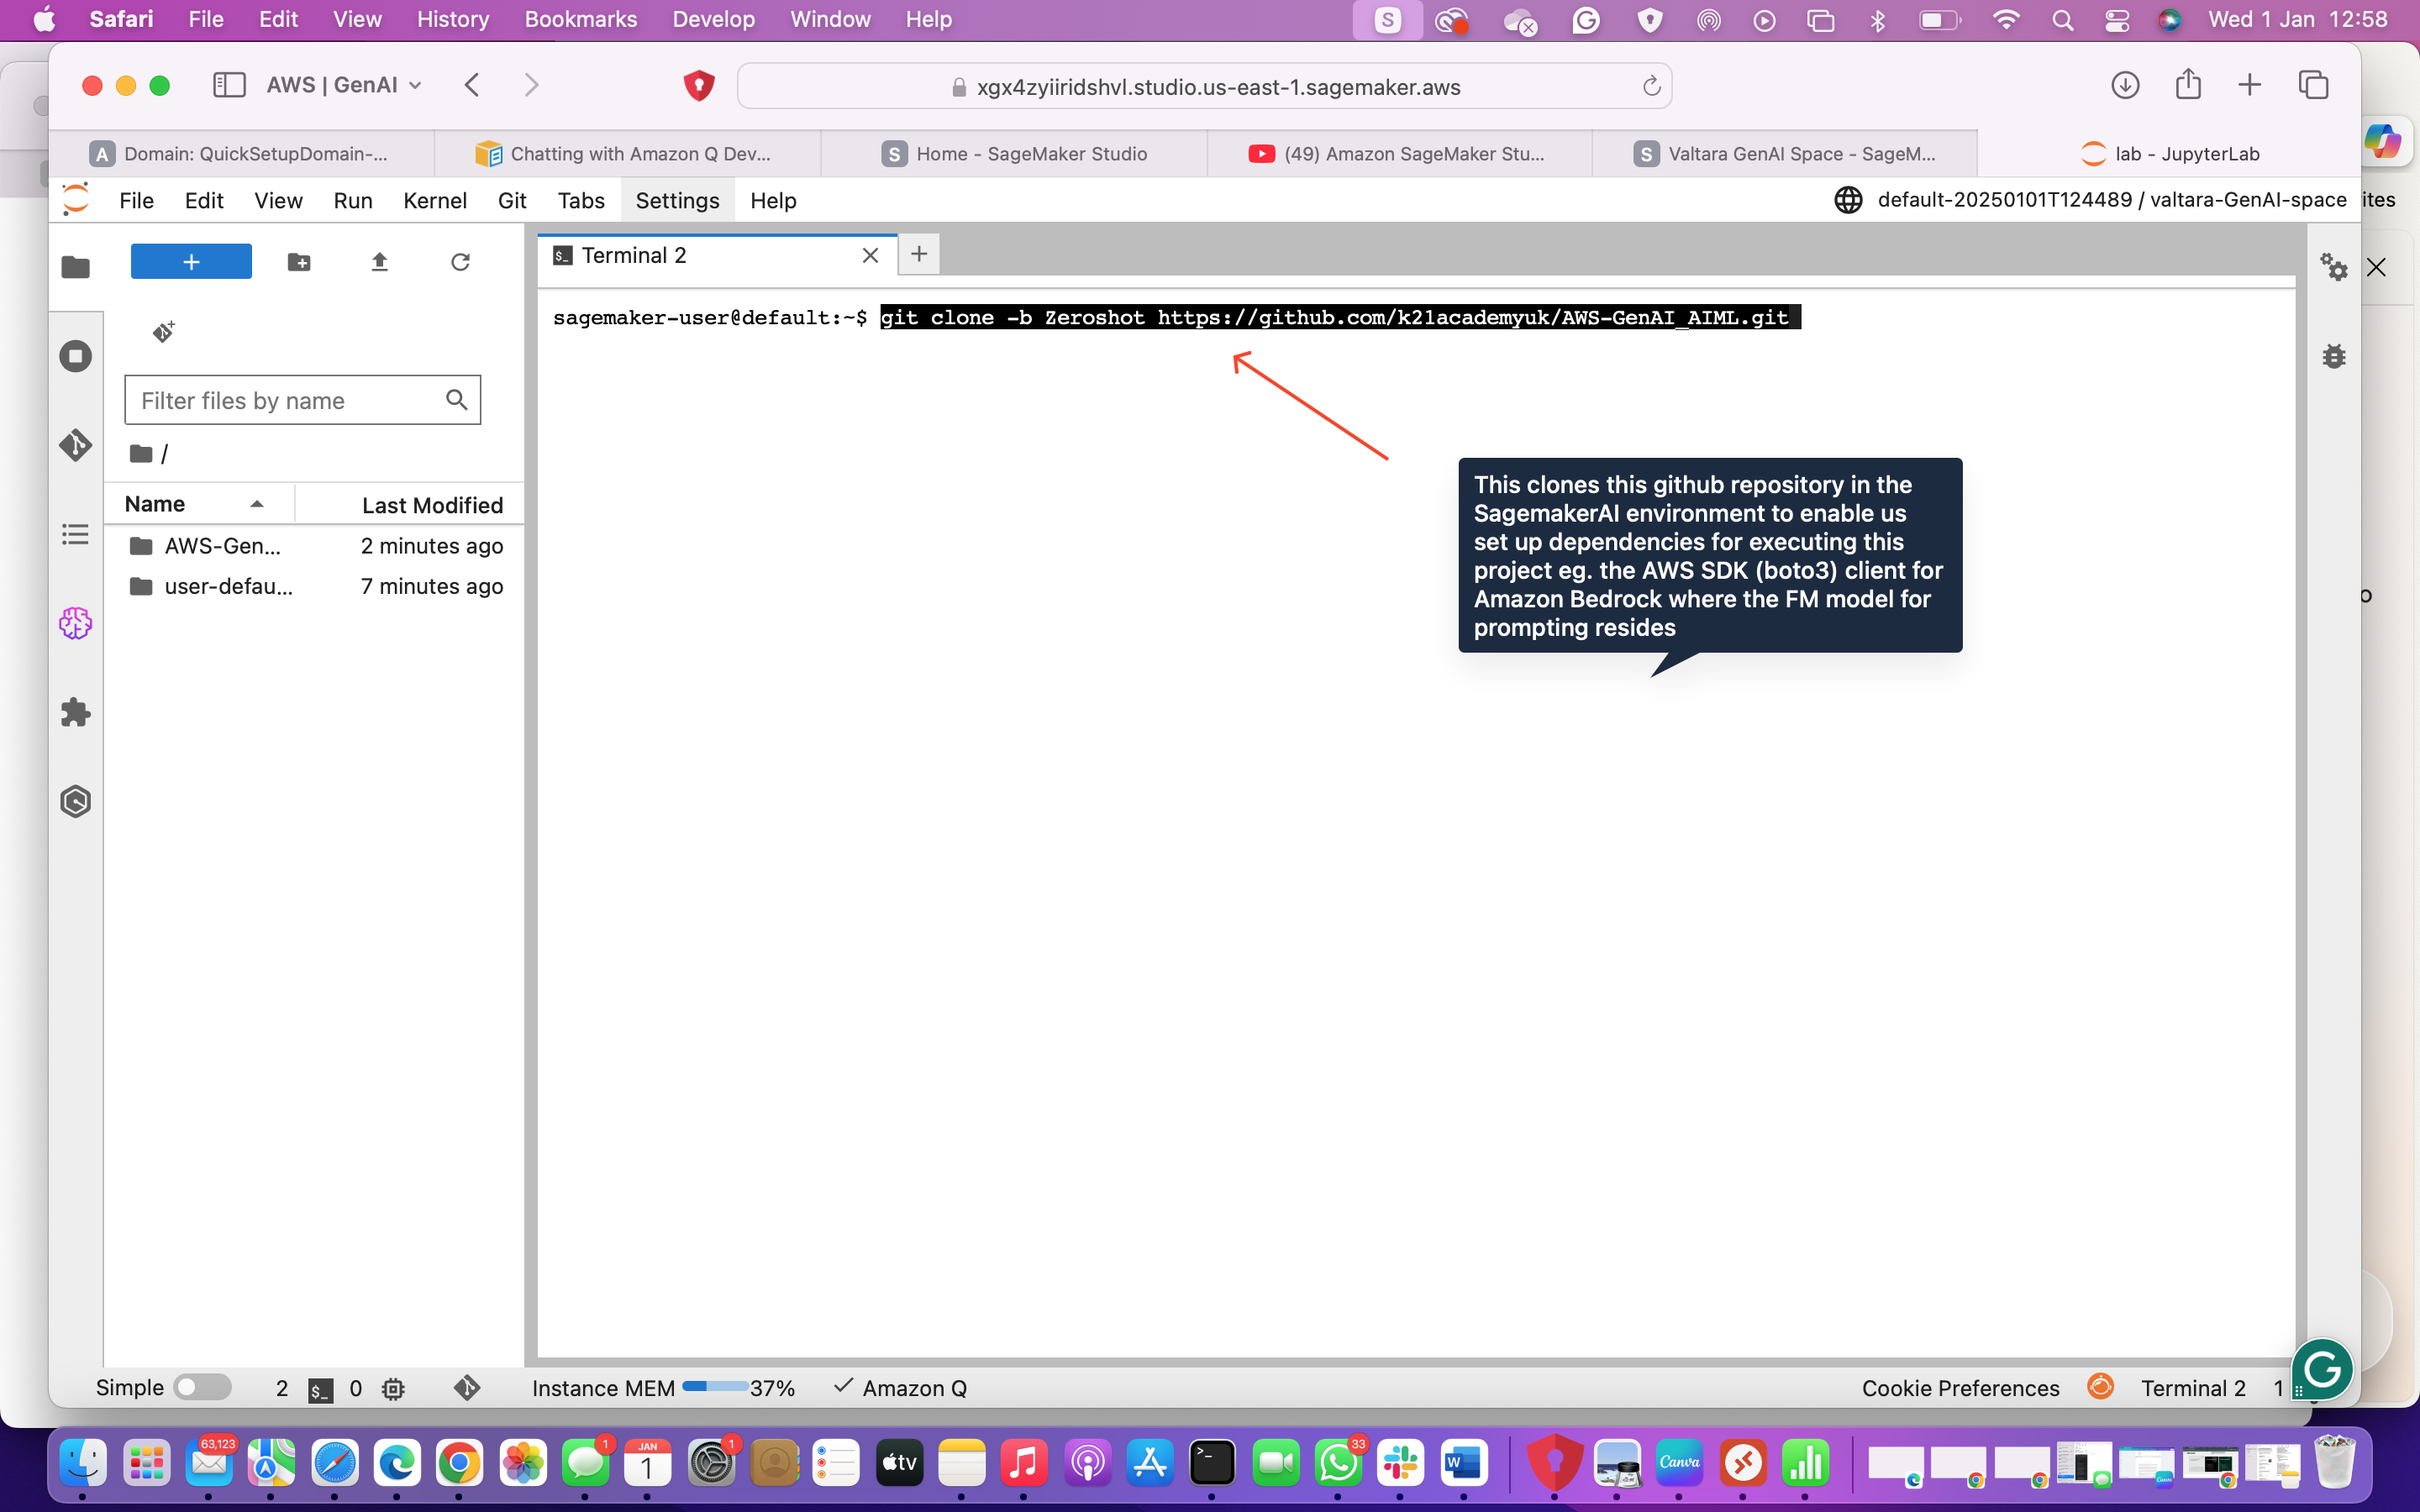 Safari File Edit View History Bookmarks Develop Window Help S Wed 1 Jan 12:58
AWS | GenAI xgx4zyiiridshvl.studio.us-east-1.sagemaker.aws
A Domain: QuickSetupDomain-... Chatting with Amazon Q Dev... S Home - SageMaker Studio (49) Amazon SageMaker Stu... S Valtara GenAI Space - SageM... lab - JupyterLab
File Edit View Run Kernel Git Tabs Settings Help default-20250101T124489 / valtara-GenAI-space ites
+ Terminal 2
sagemaker-user@default:~$ git clone -b Zeroshot https://github.com/k21academyuk/AWS-GenAI_AIML.git
Filter files by name
/
Name Last Modified
AWS-Gen... 2 minutes ago
user-defau... 7 minutes ago
This clones this github repository in the
SagemakerAI environment to enable us
set up dependencies for executing this
project eg. the AWS SDK (boto3) client for
Amazon Bedrock where the FM model for
prompting resides
o
Simple 2 $_ 0 Instance MEM 37% Amazon Q Cookie Preferences Terminal 2 1
63,123 1 JAN 1 1 tv 33 W Canva